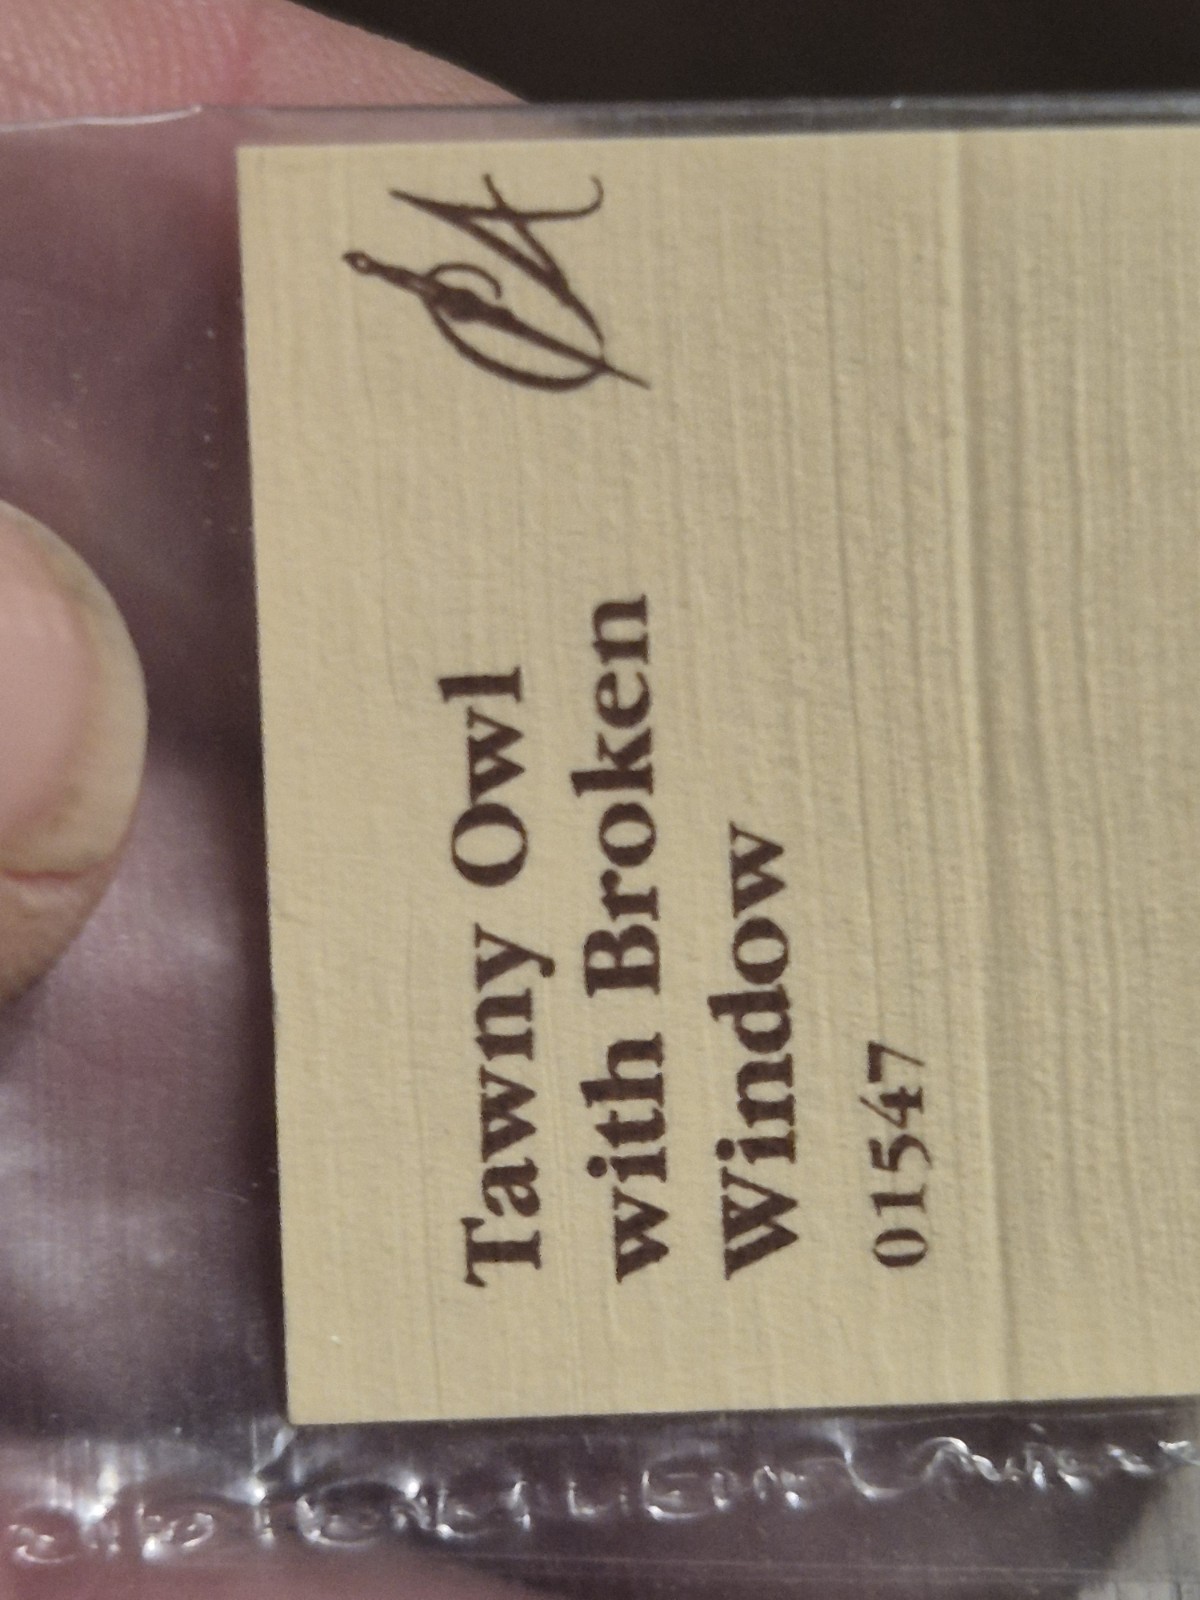 Tawny Owl
with Broken
Window
01547